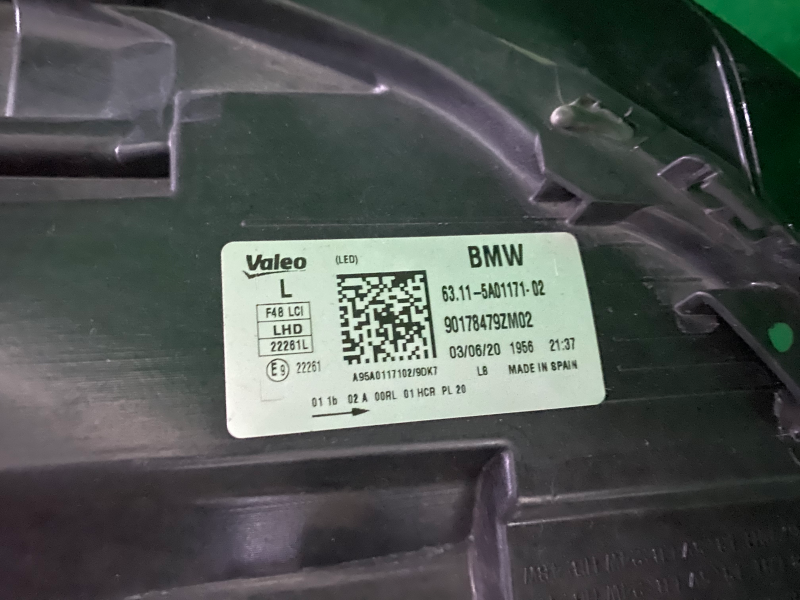 Valeo (LED) BMW
L
F48 LCI
LHD
22261L
E9 22261
63.11-5A01171-02
90178479ZM02
03/06/20 1956 21:37
A95A0117102/9DK7 LB MADE IN SPAIN
01 1b 02 A 00RL 01 HCR PL 20